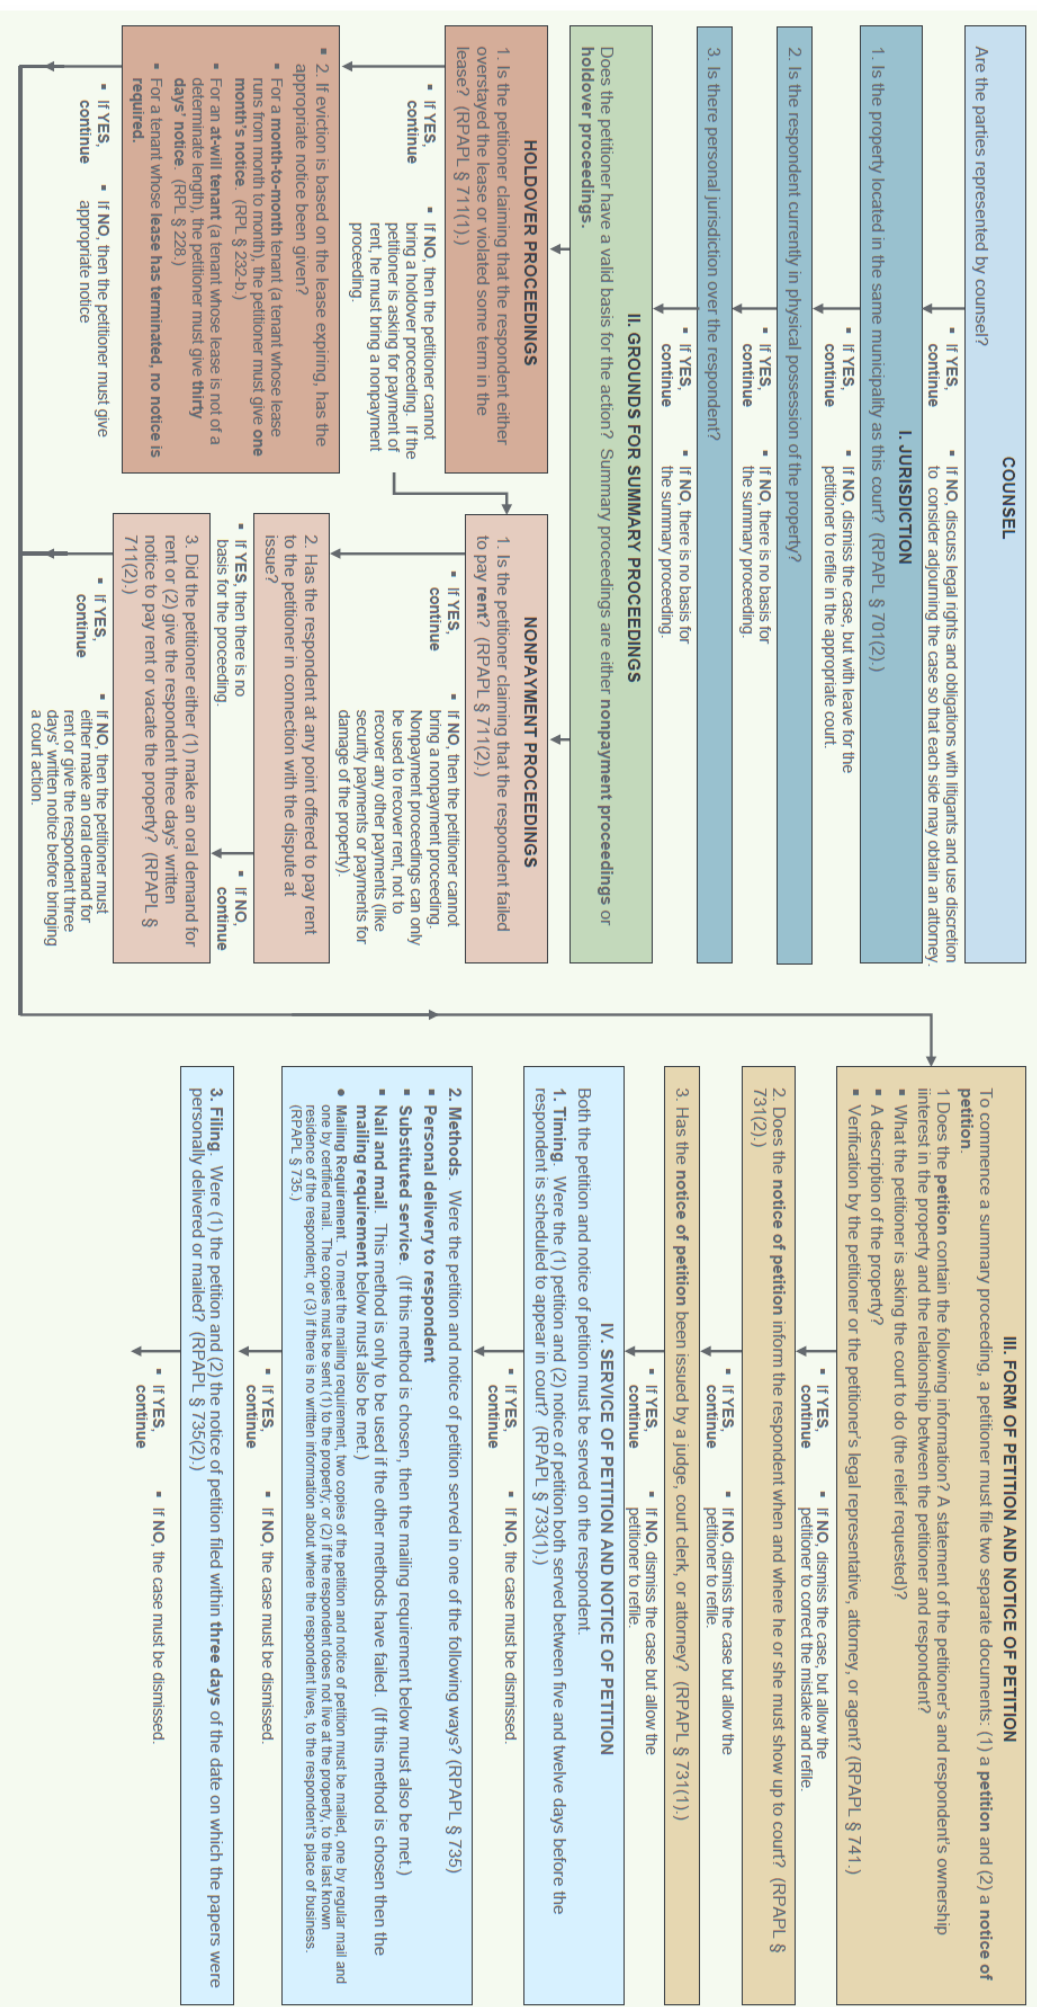 COUNSEL
Are the parties represented by counsel?
▪ If YES,
continue
▪ If NO, discuss legal rights and obligations with litigants and use discretion
to consider adjourning the case so that each side may obtain an attorney.
I. JURISDICTION
1. Is the property located in the same municipality as this court? (RPAPL § 701(2).)
▪ If YES,
continue
▪ If NO, dismiss the case, but with leave for the
petitioner to refile in the appropriate court.
2. Is the respondent currently in physical possession of the property?
▪ If YES,
continue
▪ If NO, there is no basis for
the summary proceeding.
3. Is there personal jurisdiction over the respondent?
▪ If YES,
continue
▪ If NO, there is no basis for
the summary proceeding.
II. GROUNDS FOR SUMMARY PROCEEDINGS
Does the petitioner have a valid basis for the action? Summary proceedings are either nonpayment proceedings or
holdover proceedings.
HOLDOVER PROCEEDINGS
1. Is the petitioner claiming that the respondent either
overstayed the lease or violated some term in the
lease? (RPAPL § 711(1).)
▪ If YES,
continue
▪ If NO, then the petitioner cannot
bring a holdover proceeding. If the
petitioner is asking for payment of
rent, he must bring a nonpayment
proceeding.
▪ 2. If eviction is based on the lease expiring, has the
appropriate notice been given?
▪ For a month-to-month tenant (a tenant whose lease
runs from month to month), the petitioner must give one
month's notice. (RPL § 232-b.)
▪ For an at-will tenant (a tenant whose lease is not of a
determinate length), the petitioner must give thirty
days' notice. (RPL § 228.)
▪ For a tenant whose lease has terminated, no notice is
required.
▪ If YES,
continue
▪ If NO, then the petitioner must give
appropriate notice
NONPAYMENT PROCEEDINGS
1. Is the petitioner claiming that the respondent failed
to pay rent? (RPAPL § 711(2).)
▪ If YES,
continue
▪ If NO, then the petitioner cannot
bring a nonpayment proceeding.
Nonpayment proceedings can only
be used to recover rent, not to
recover any other payments (like
security payments or payments for
damage of the property).
2. Has the respondent at any point offered to pay rent
to the petitioner in connection with the dispute at
issue?
▪ If YES, then there is no
basis for the proceeding.
▪ If NO,
continue
3. Did the petitioner either (1) make an oral demand for
rent or (2) give the respondent three days' written
notice to pay rent or vacate the property? (RPAPL §
711(2).)
▪ If YES,
continue
▪ If NO, then the petitioner must
either make an oral demand for
rent or give the respondent three
days' written notice before bringing
a court action.
III. FORM OF PETITION AND NOTICE OF PETITION
To commence a summary proceeding, a petitioner must file two separate documents: (1) a petition and (2) a notice of
petition.
1 Does the petition contain the following information? A statement of the petitioner's and respondent's ownership
iinterest in the property and the relationship between the petitioner and respondent?
▪ What the petitioner is asking the court to do (the relief requested)?
▪ A description of the property?
▪ Verification by the petitioner or the petitioner's legal representative, attorney, or agent? (RPAPL § 741.)
▪ If YES,
continue
▪ If NO, dismiss the case, but allow the
petitioner to correct the mistake and refile.
2. Does the notice of petition inform the respondent when and where he or she must show up to court? (RPAPL §
731(2).)
▪ If YES,
continue
▪ If NO, dismiss the case but allow the
petitioner to refile.
3. Has the notice of petition been issued by a judge, court clerk, or attorney? (RPAPL § 731(1).)
▪ If YES,
continue
▪ If NO, dismiss the case but allow the
petitioner to refile.
IV. SERVICE OF PETITION AND NOTICE OF PETITION
Both the petition and notice of petition must be served on the respondent.
1. Timing. Were the (1) petition and (2) notice of petition both served between five and twelve days before the
respondent is scheduled to appear in court? (RPAPL § 733(1).)
▪ If YES,
continue
▪ If NO, the case must be dismissed.
2. Methods. Were the petition and notice of petition served in one of the following ways? (RPAPL § 735)
▪ Personal delivery to respondent
▪ Substituted service. (If this method is chosen, then the mailing requirement below must also be met.)
▪ Nail and mail. This method is only to be used if the other methods have failed. (If this method is chosen then the
mailing requirement below must also be met.)
● Mailing Requirement. To meet the mailing requirement, two copies of the petition and notice of petition must be mailed, one by regular mail and
one by certified mail. The copies must be sent (1) to the property; or (2) if the respondent does not live at the property, to the last known
residence of the respondent; or (3) if there is no written information about where the respondent lives, to the respondent's place of business.
(RPAPL § 735.)
▪ If YES,
continue
▪ If NO, the case must be dismissed.
3. Filing. Were (1) the petition and (2) the notice of petition filed within three days of the date on which the papers were
personally delivered or mailed? (RPAPL § 735(2).)
▪ If YES,
continue
▪ If NO, the case must be dismissed.